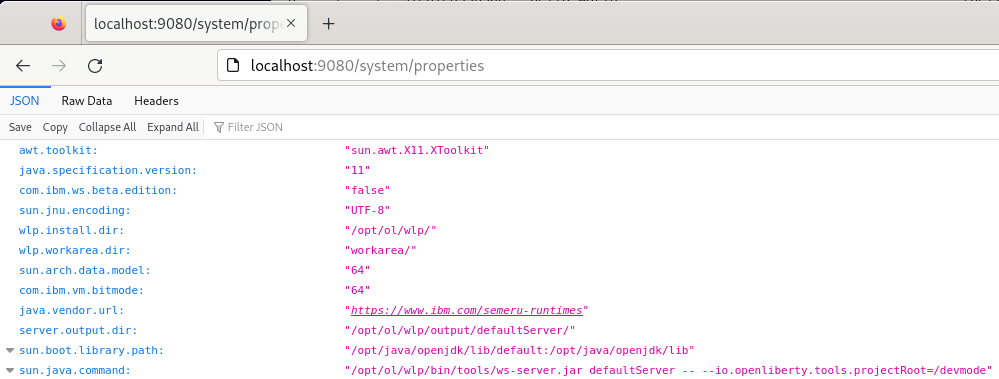 localhost:9080/system/prope
localhost:9080/system/properties
JSON Raw Data Headers
Save Copy Collapse All Expand All Filter JSON
awt.toolkit: "sun.awt.X11.XToolkit"
java.specification.version: "11"
com.ibm.ws.beta.edition: "false"
sun.jnu.encoding: "UTF-8"
wlp.install.dir: "/opt/ol/wlp/"
wlp.workarea.dir: "workarea/"
sun.arch.data.model: "64"
com.ibm.vm.bitmode: "64"
java.vendor.url: "https://www.ibm.com/semeru-runtimes"
server.output.dir: "/opt/ol/wlp/output/defaultServer/"
sun.boot.library.path: "/opt/java/openjdk/lib/default:/opt/java/openjdk/lib"
sun.java.command: "/opt/ol/wlp/bin/tools/ws-server.jar defaultServer -- --io.openliberty.tools.projectRoot=/devmode"